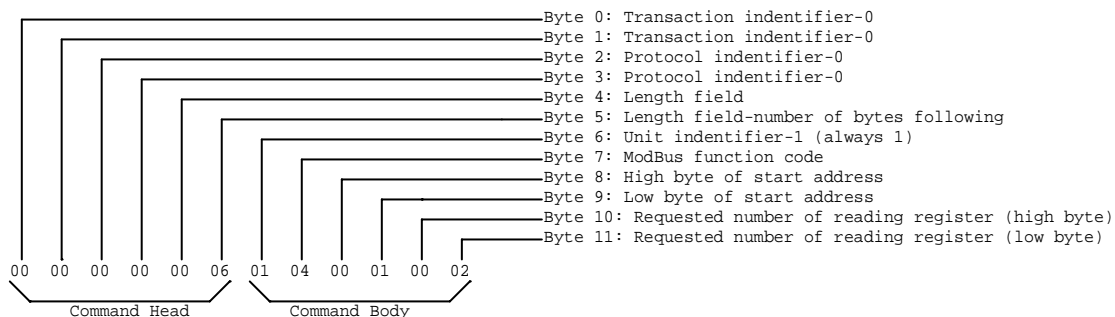 Byte 0: Transaction indentifier-0
Byte 1: Transaction indentifier-0
Byte 2: Protocol indentifier-0
Byte 3: Protocol indentifier-0
Byte 4: Length field
Byte 5: Length field-number of bytes following
Byte 6: Unit indentifier-1 (always 1)
Byte 7: ModBus function code
Byte 8: High byte of start address
Byte 9: Low byte of start address
Byte 10: Requested number of reading register (high byte)
Byte 11: Requested number of reading register (low byte)
00 00 00 00 00 06 01 04 00 01 00 02
Command Head Command Body